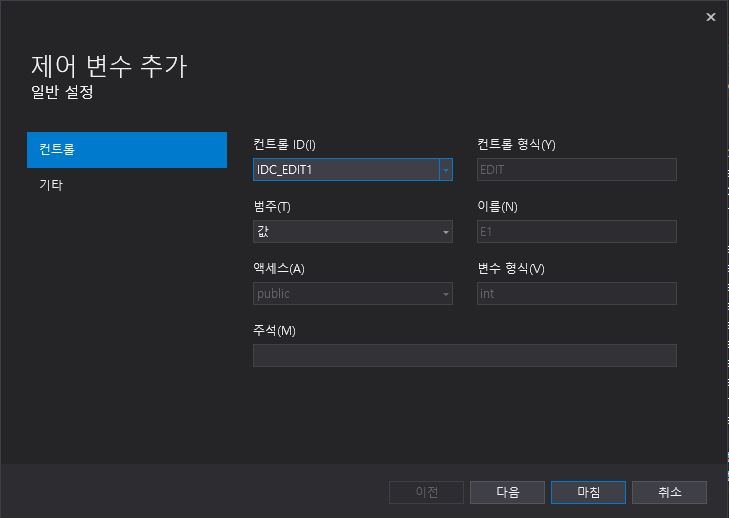 제어 변수 추가
일반 설정
컨트롤
기타
컨트롤 ID(I)
컨트롤 형식(Y)
IDC_EDIT1
EDIT
범주(T)
이름(N)
값
E1
액세스(A)
변수 형식(V)
public
int
주석(M)
이전
다음
마침
취소